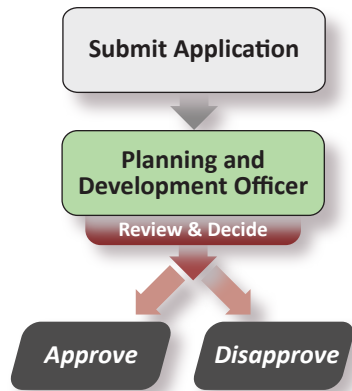 Submit Application
Planning and
Development Officer
Review & Decide
Approve
Disapprove